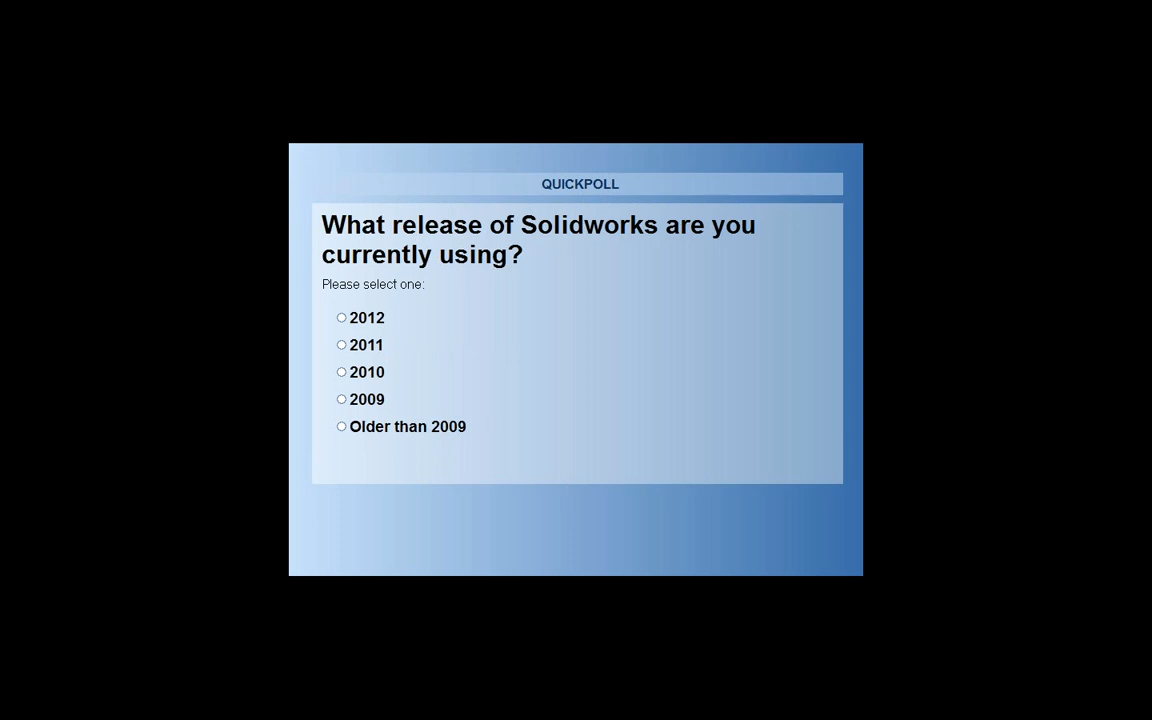 QUICKPOLL
What release of Solidworks are you
currently using?
Please select one:
2012
2011
2010
2009
Older than 2009